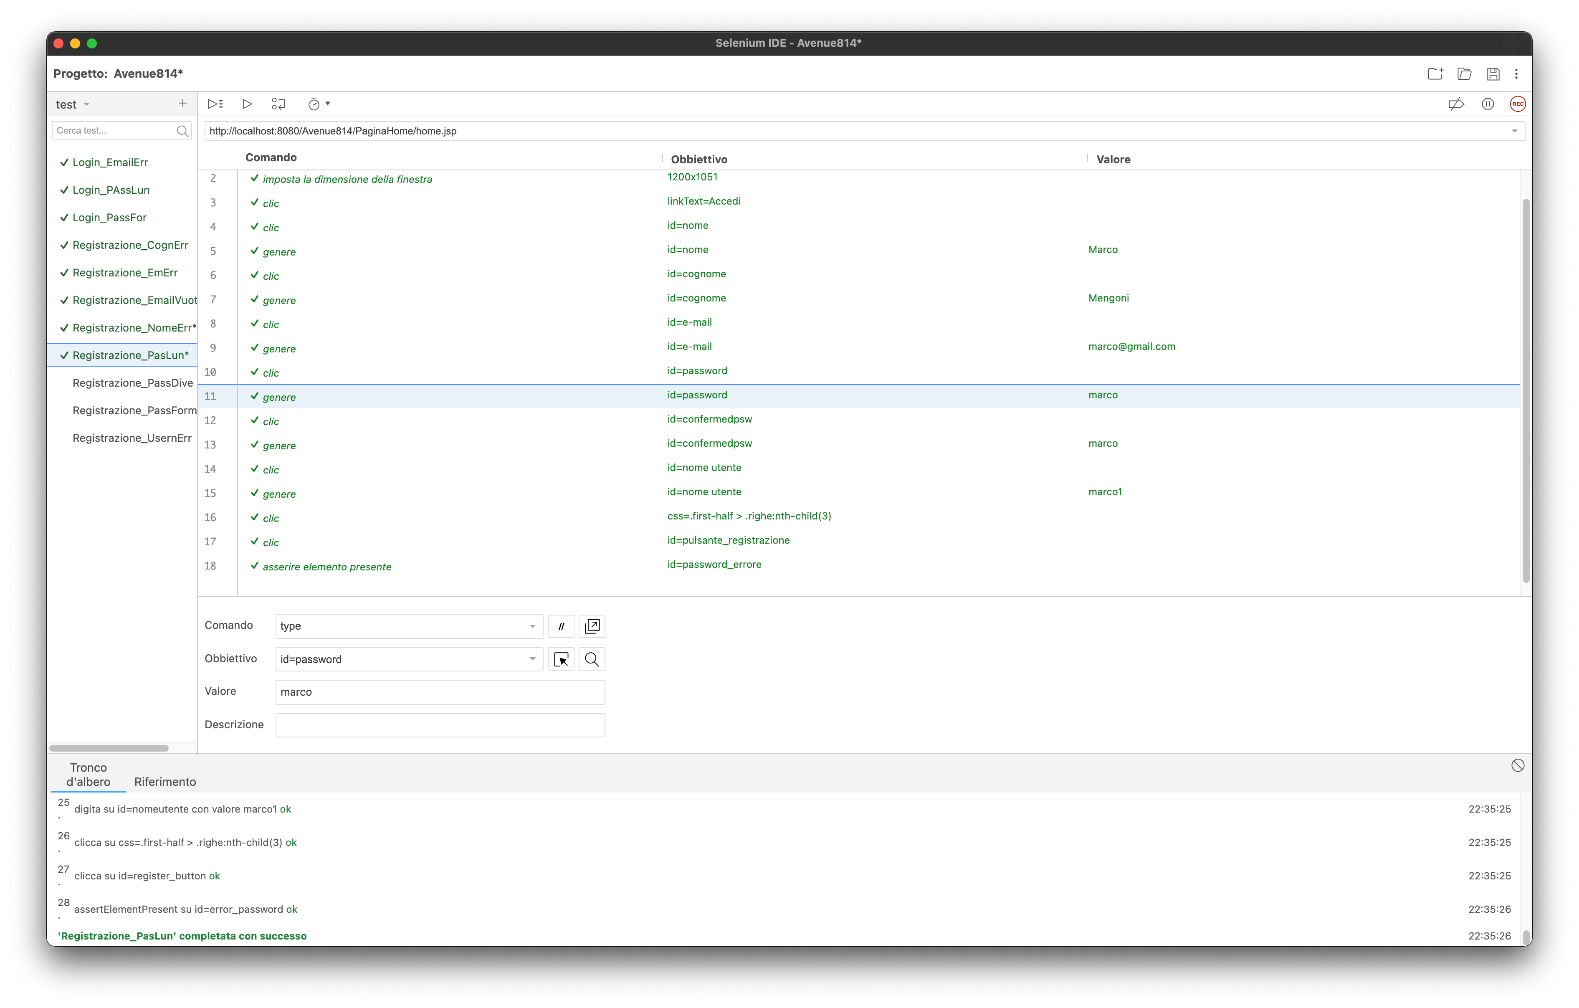 Selenium IDE - Avenue814*
Progetto: Avenue814*
test
Cerca test...
Login_EmailErr
Login_PAssLun
Login_PassFor
Registrazione_CognErr
Registrazione_EmErr
Registrazione_EmailVuot
Registrazione_NomeErr*
Registrazione_PasLun*
Registrazione_PassDive
Registrazione_PassForm
Registrazione_UsernErr
REC
http://localhost:8080/Avenue814/PaginaHome/home.jsp
Comando Obbiettivo Valore
2 imposta la dimensione della finestra 1200x1051
3 clic linkText=Accedi
4 clic id=nome
5 genere id=nome Marco
6 clic id=cognome
7 genere id=cognome Mengoni
8 clic id=e-mail
9 genere id=e-mail marco@gmail.com
10 clic id=password
11 genere id=password marco
12 clic id=confermedpsw
13 genere id=confermedpsw marco
14 clic id=nome utente
15 genere id=nome utente marco1
16 clic css=.first-half > .righe:nth-child(3)
17 clic id=pulsante_registrazione
18 asserire elemento presente id=password_errore
Comando type //
Obbiettivo id=password
Valore marco
Descrizione
Tronco
d'albero Riferimento
25. digita su id=nomeutente con valore marco1 ok 22:35:25
26. clicca su css=.first-half > .righe:nth-child(3) ok 22:35:25
27. clicca su id=register_button ok 22:35:25
28. assertElementPresent su id=error_password ok 22:35:26
'Registrazione_PasLun' completata con successo 22:35:26